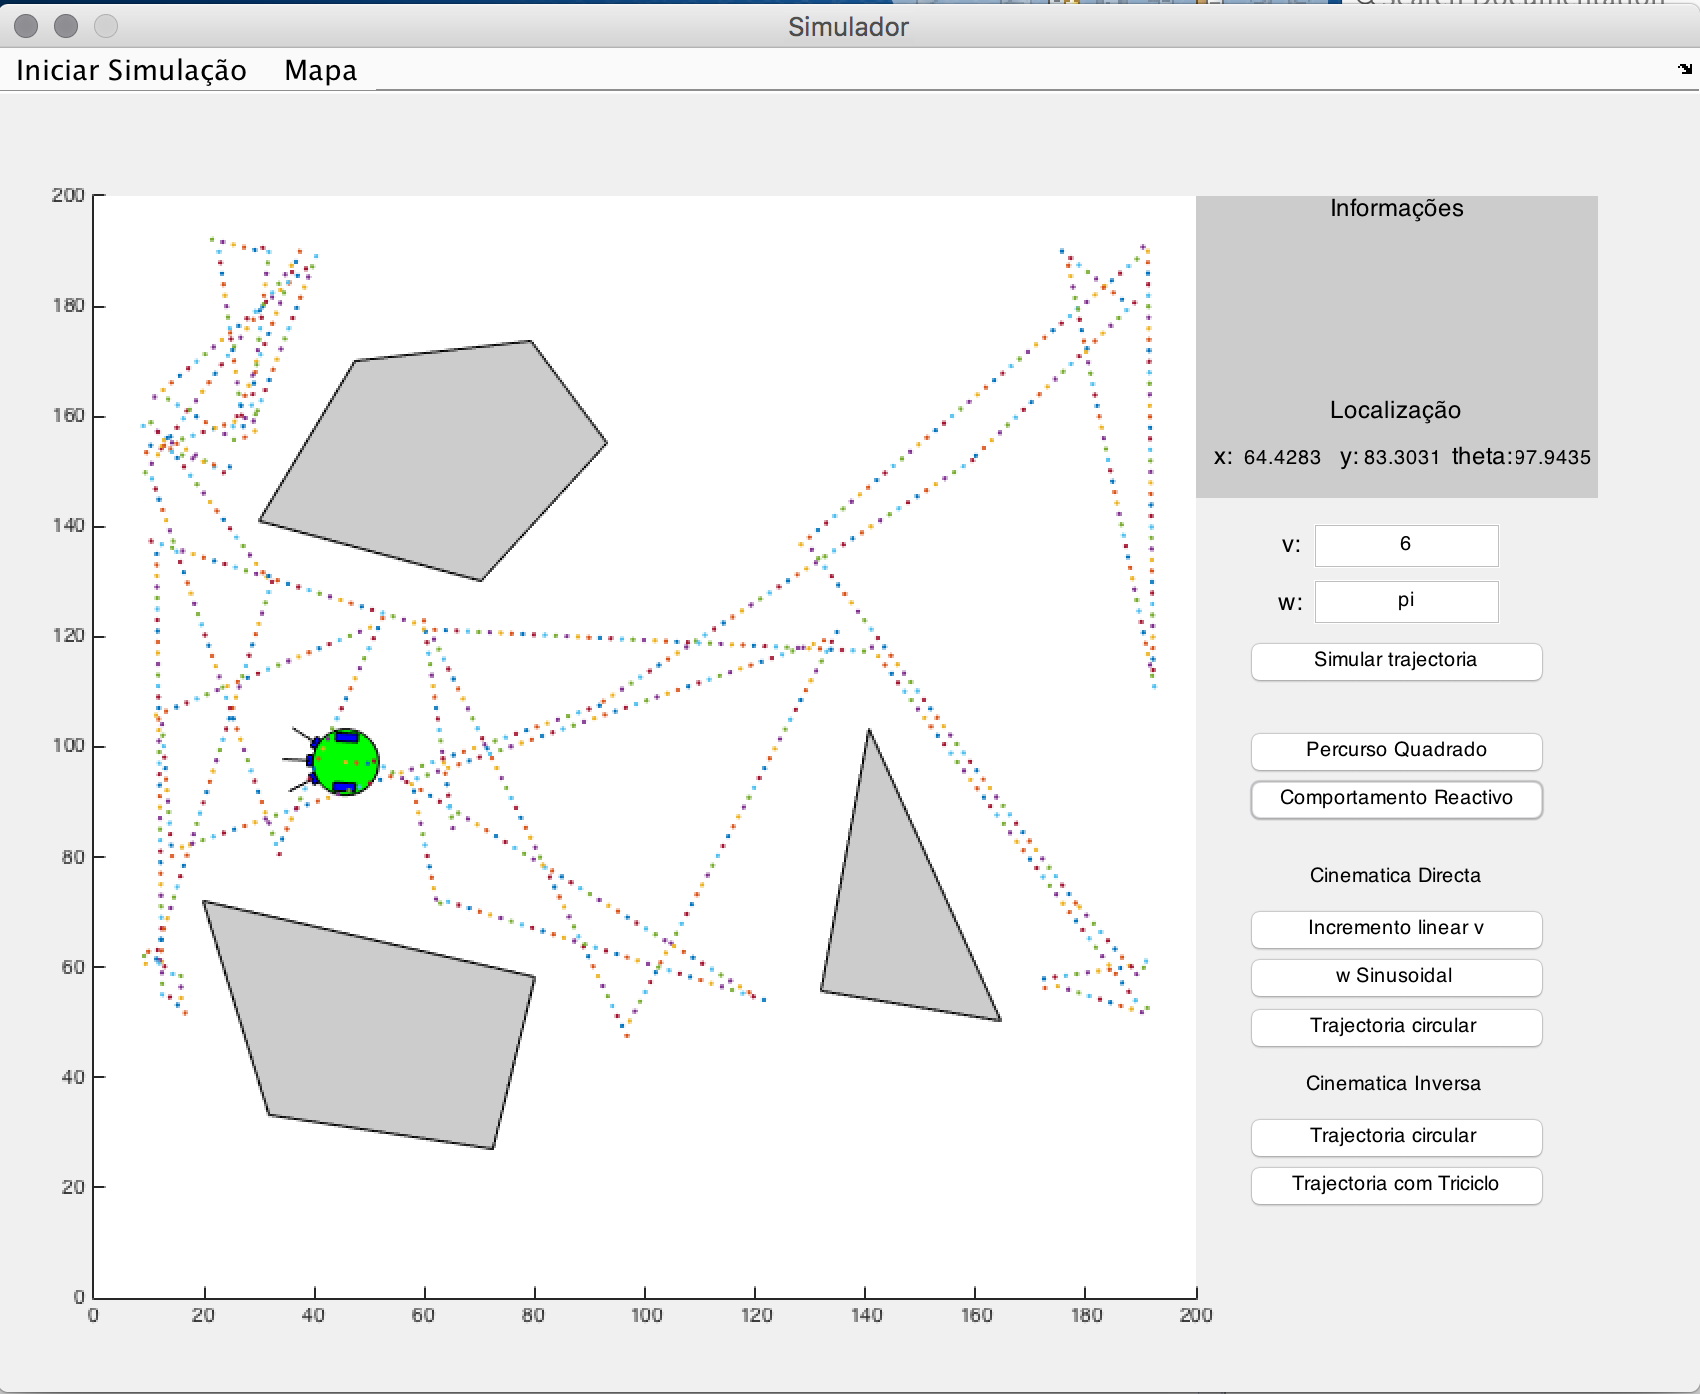 Simulador
Iniciar Simulação Mapa
200
180
160
140
120
100
80
60
40
20
0
0 20 40 60 80 100 120 140 160 180 200
Informações
Localização
x: 64.4283 y: 83.3031 theta:97.9435
v: 6
w: pi
Simular trajectoria
Percurso Quadrado
Comportamento Reactivo
Cinematica Directa
Incremento linear v
w Sinusoidal
Trajectoria circular
Cinematica Inversa
Trajectoria circular
Trajectoria com Triciclo